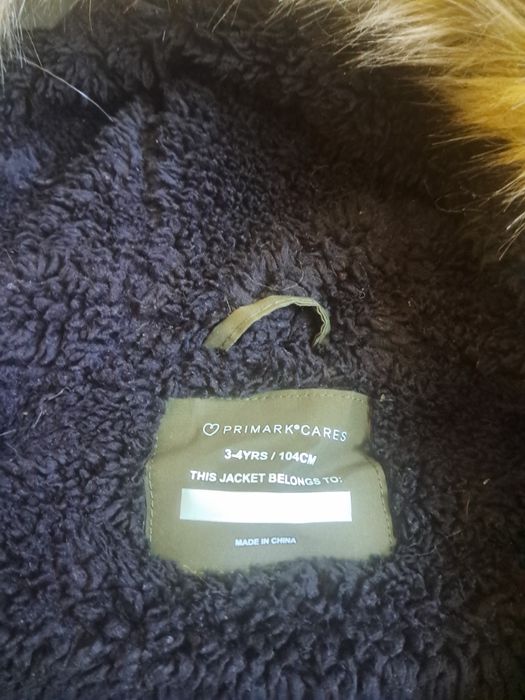 PRIMARK®CARES
3-4YRS / 104CM
THIS JACKET BELONGS TO:
MADE IN CHINA